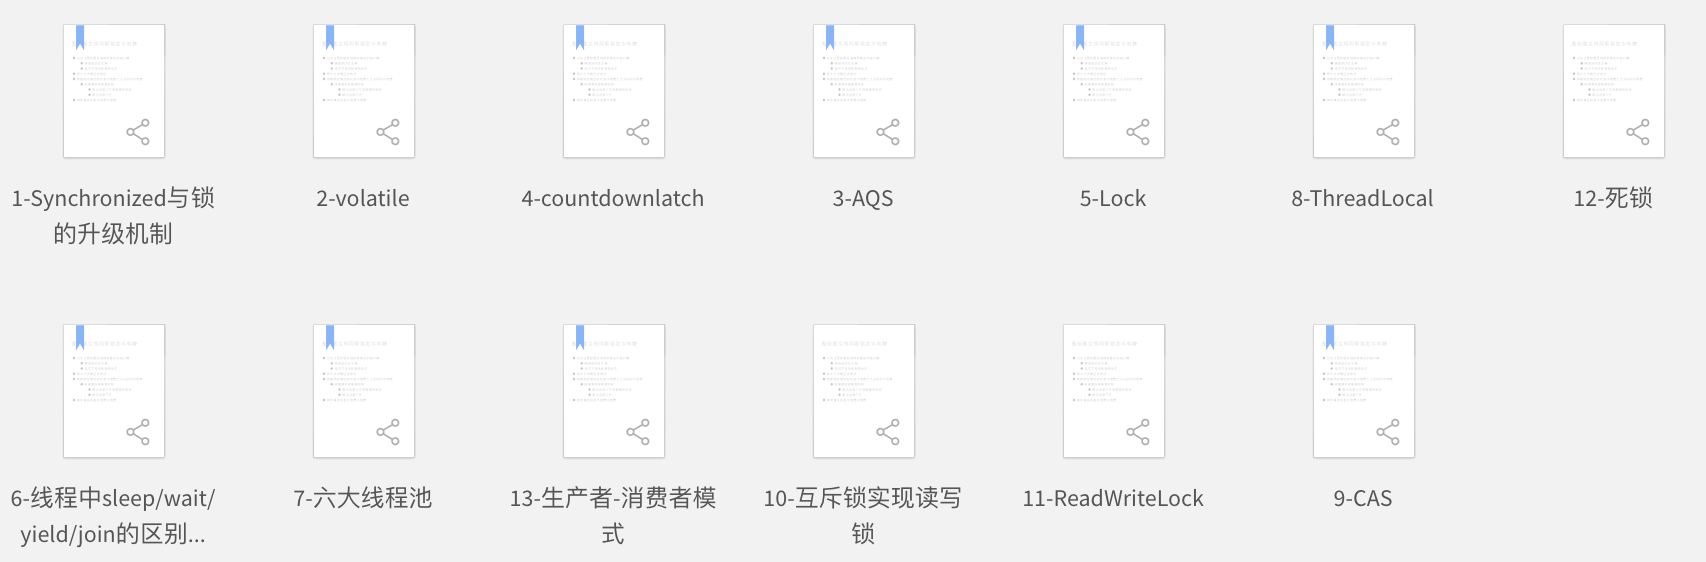 1-Synchronized与锁
的升级机制
2-volatile
4-countdownlatch
3-AQS
5-Lock
8-ThreadLocal
12-死锁
6-线程中sleep/wait/
yield/join的区别...
7-六大线程池
13-生产者-消费者模
式
10-互斥锁实现读写
锁
11-ReadWriteLock
9-CAS